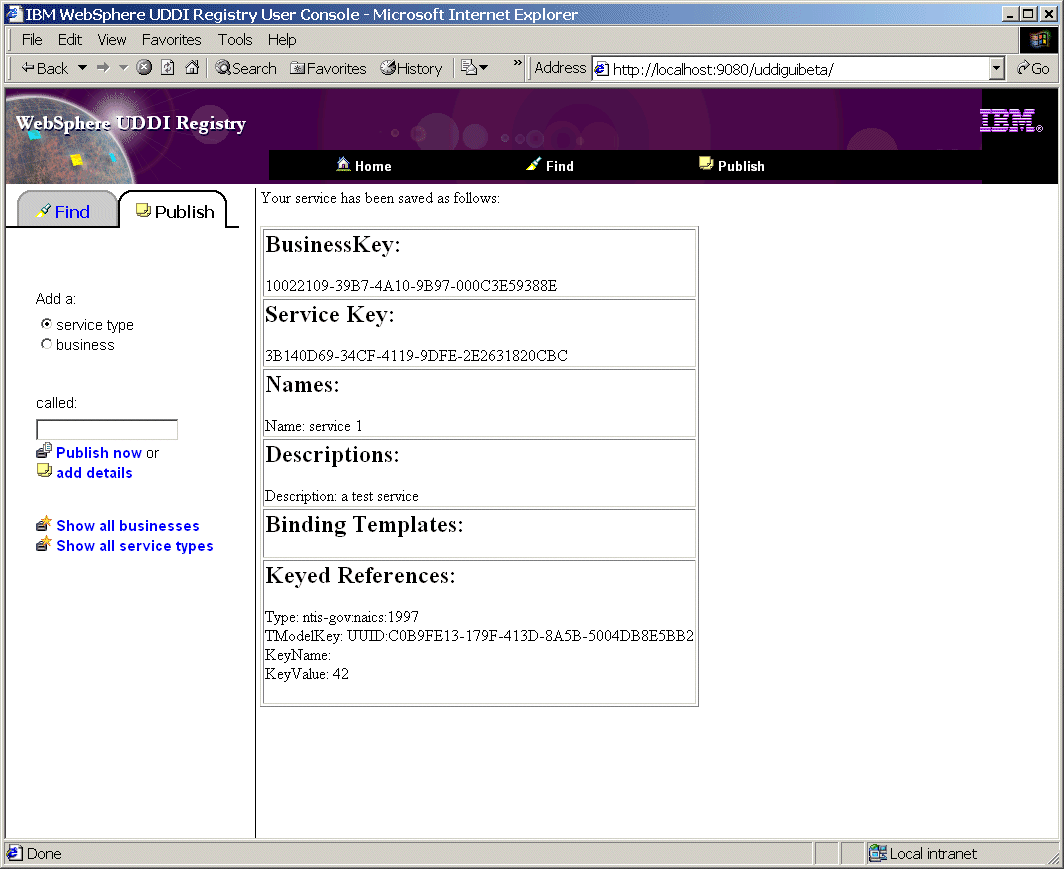 IBM WebSphere UDDI Registry User Console - Microsoft Internet Explorer
File Edit View Favorites Tools Help
Back Search Favorites History » Address http://localhost:9080/uddiguibeta/ Go
WebSphere UDDI Registry
IBM®
Home Find Publish
Find Publish
Your service has been saved as follows:
BusinessKey:
10022109-39B7-4A10-9B97-000C3E59388E
Service Key:
3B140D69-34CF-4119-9DFE-2E2631820CBC
Names:
Name: service 1
Descriptions:
Description: a test service
Binding Templates:
Keyed References:
Type: ntis-gov:naics:1997
TModelKey: UUID:C0B9FE13-179F-413D-8A5B-5004DB8E5BB2
KeyName:
KeyValue: 42
Add a:
service type
business
called:
Publish now or
add details
Show all businesses
Show all service types
Done Local intranet